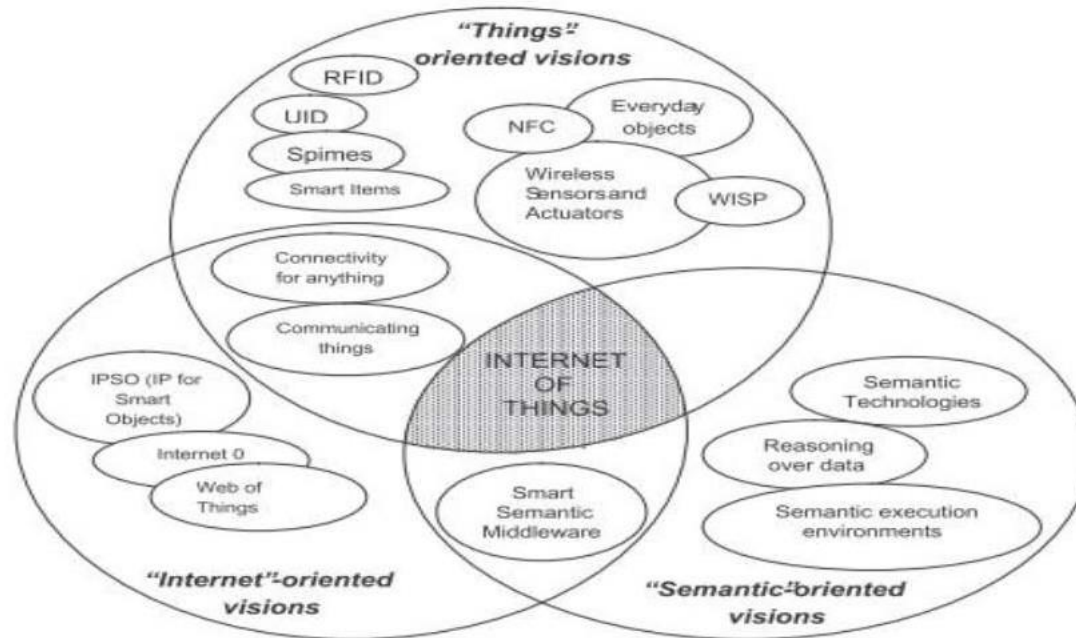 “Things”-
oriented visions
RFID
UID
Spimes
Smart Items
NFC
Everyday
objects
Wireless
Sensors and
Actuators
WISP
Connectivity
for anything
Communicating
things
INTERNET
OF
THINGS
IPSO (IP for
Smart
Objects)
Internet 0
Web of
Things
Semantic
Technologies
Reasoning
over data
Semantic execution
environments
Smart
Semantic
Middleware
“Internet”-oriented
visions
“Semantic”-oriented
visions